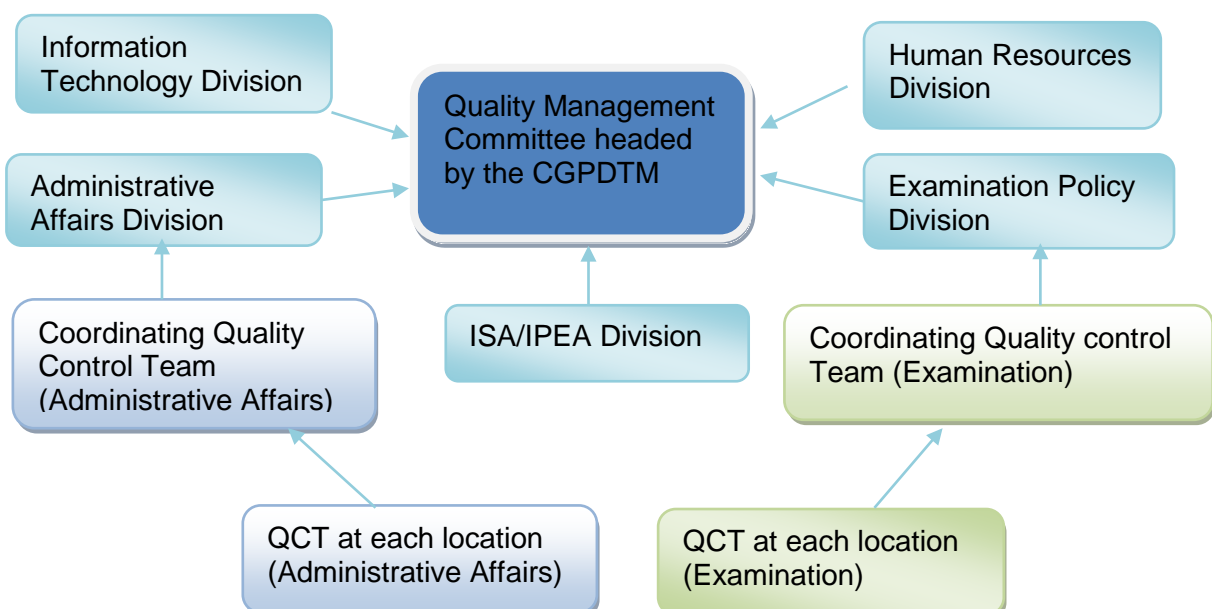 Information
Technology Division
Quality Management
Committee headed
by the CGPDTM
Human Resources
Division
Administrative
Affairs Division
Examination Policy
Division
Coordinating Quality
Control Team
(Administrative Affairs)
ISA/IPEA Division
Coordinating Quality control
Team (Examination)
QCT at each location
(Administrative Affairs)
QCT at each location
(Examination)